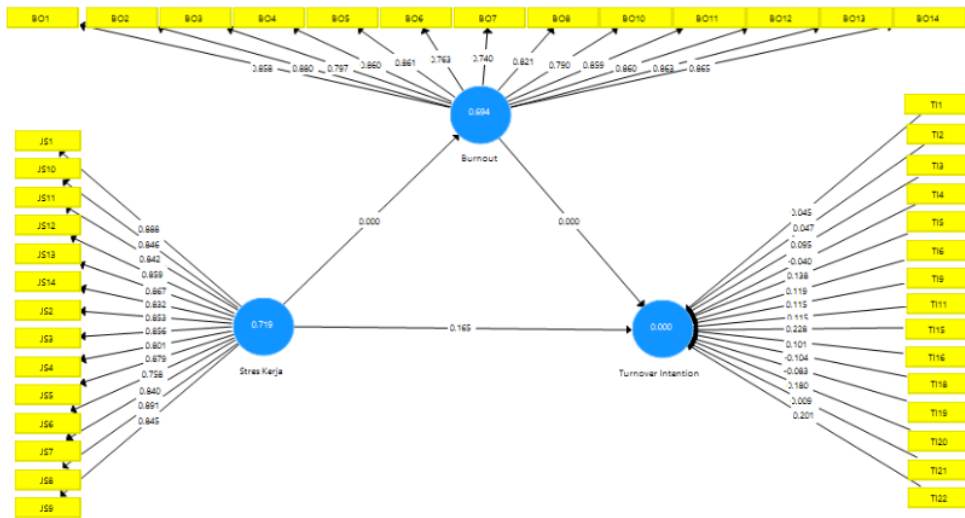 BO1 BO2 BO3 BO4 BO5 BO6 BO7 BO8 BO10 BO11 BO12 BO13 BO14
0.858 0.880 0.797 0.860 0.861 0.763 0.740 0.821 0.790 0.859 0.860 0.863 0.865
0.694
Burnout
JS1
JS10
JS11
JS12
JS13
JS14
JS2
JS3
JS4
JS5
JS6
JS7
JS8
JS9
0.888
0.846
0.842
0.859
0.867
0.832
0.853
0.856
0.801
0.879
0.758
0.840
0.891
0.845
0.719
Stres Kerja
0.000
0.000
0.165
0.000
Turnover Intention
0.045
0.047
0.095
-0.040
0.138
0.119
0.115
0.115
0.228
0.101
-0.104
-0.083
0.180
0.009
0.201
TI1
TI2
TI3
TI4
TI5
TI6
TI9
TI11
TI15
TI16
TI18
TI19
TI20
TI21
TI22